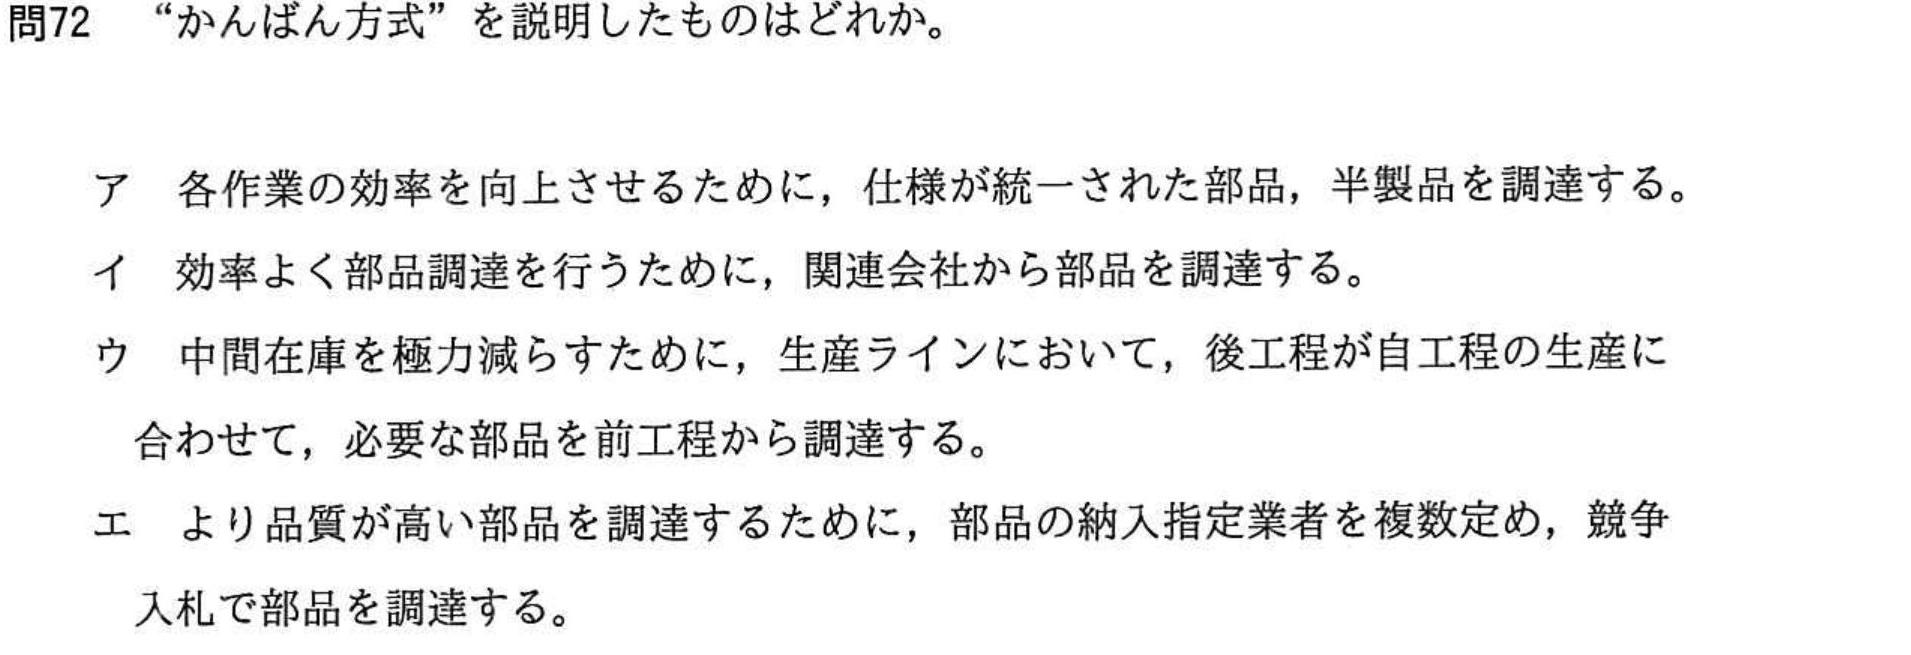 問72　“かんばん方式”を説明したものはどれか。
ア　各作業の効率を向上させるために，仕様が統一された部品，半製品を調達する。
イ　効率よく部品調達を行うために，関連会社から部品を調達する。
ウ　中間在庫を極力減らすために，生産ラインにおいて，後工程が自工程の生産に
合わせて，必要な部品を前工程から調達する。
エ　より品質が高い部品を調達するために，部品の納入指定業者を複数定め，競争
入札で部品を調達する。